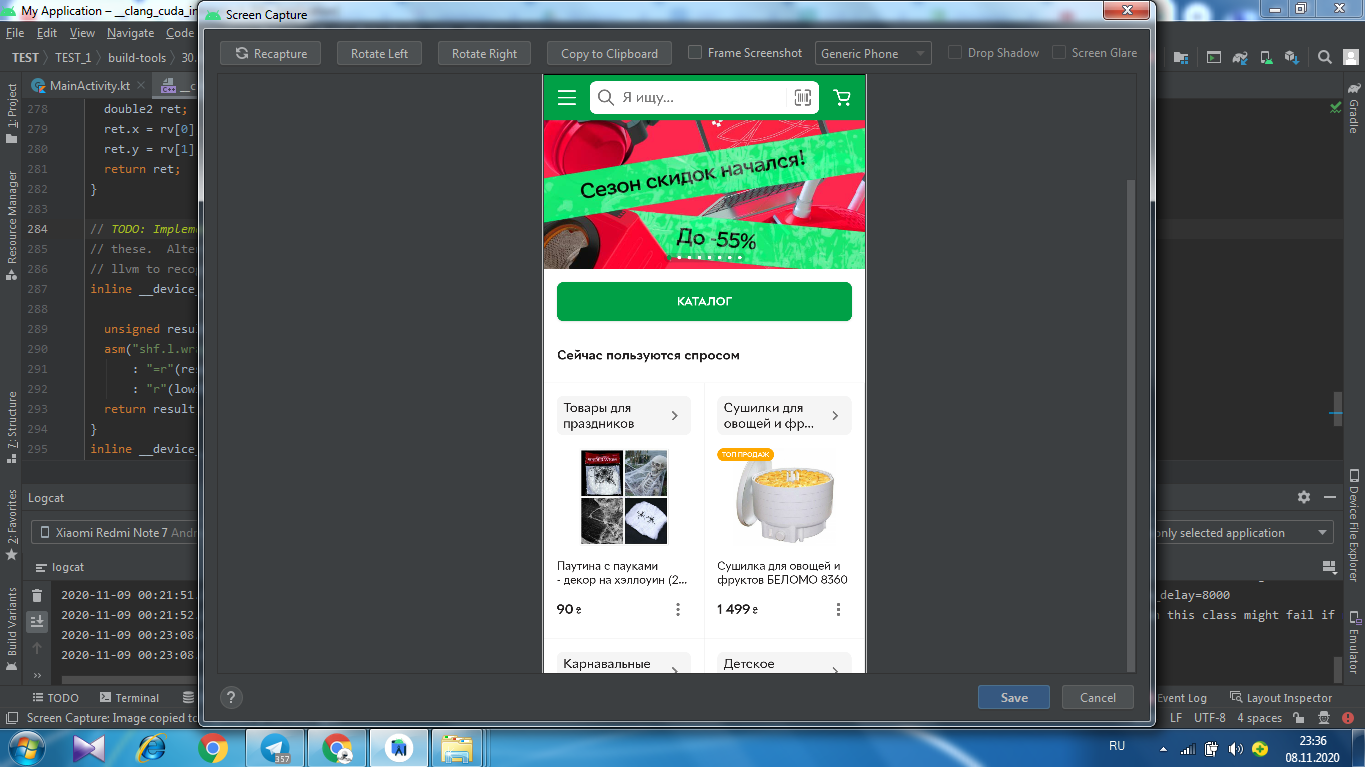 My Application – __clang_cuda_in
Screen Capture
File Edit View Navigate Code
Recapture
Rotate Left
Rotate Right
Copy to Clipboard
Frame Screenshot
Generic Phone
Drop Shadow
Screen Glare
TEST TEST_1 build-tools 30.
MainActivity.kt
1: Project
Resource Manager
7: Structure
2: Favorites
Build Variants
278 double2 ret;
279 ret.x = rv[0]
280 ret.y = rv[1]
281 return ret;
282 }
283
284 // TODO: Impleme
285 // these. Alte
286 // llvm to reco
287 inline __device_
288
289 unsigned resu
290 asm("shf.l.wra
291 : "=r"(re
292 : "r"(low
293 return result
294 }
295 inline __device_
Я ищу...
Сезон скидок начался!
До -55%
КАТАЛОГ
Сейчас пользуются спросом
Товары для
праздников
Сушилки для
овощей и фр...
ТОП ПРОДАЖ
Паутина с пауками
- декор на хэллоуин (2...
90 ₴
Сушилка для овощей и
фруктов БЕЛОМО 8360
1 499 ₴
Карнавальные
Детское
Save
Cancel
?
Gradle
Device File Explorer
Emulator
Logcat
Xiaomi Redmi Note 7 Andr
only selected application
logcat
2020-11-09 00:21:51.
2020-11-09 00:21:52.
2020-11-09 00:23:08.
2020-11-09 00:23:08.
_delay=8000
n this class might fail if
TODO
Terminal
Event Log
Layout Inspector
Screen Capture: Image copied to
LF UTF-8 4 spaces
357
RU
23:36
08.11.2020